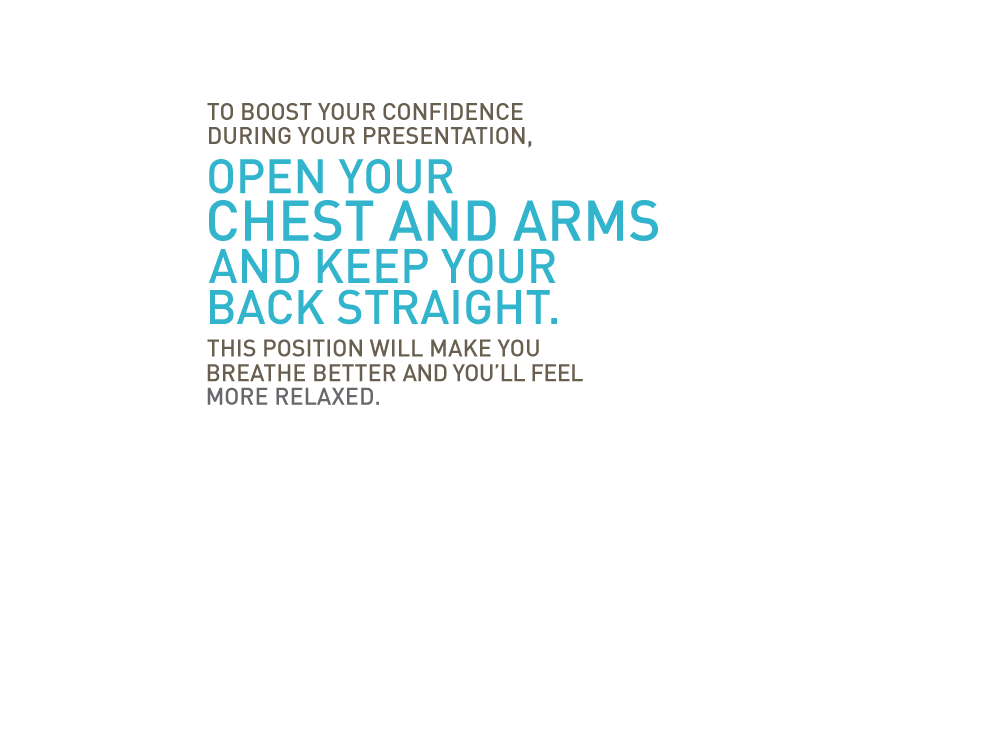 TO BOOST YOUR CONFIDENCE
DURING YOUR PRESENTATION,
OPEN YOUR
CHEST AND ARMS
AND KEEP YOUR
BACK STRAIGHT.
THIS POSITION WILL MAKE YOU
BREATHE BETTER AND YOU’LL FEEL
MORE RELAXED.